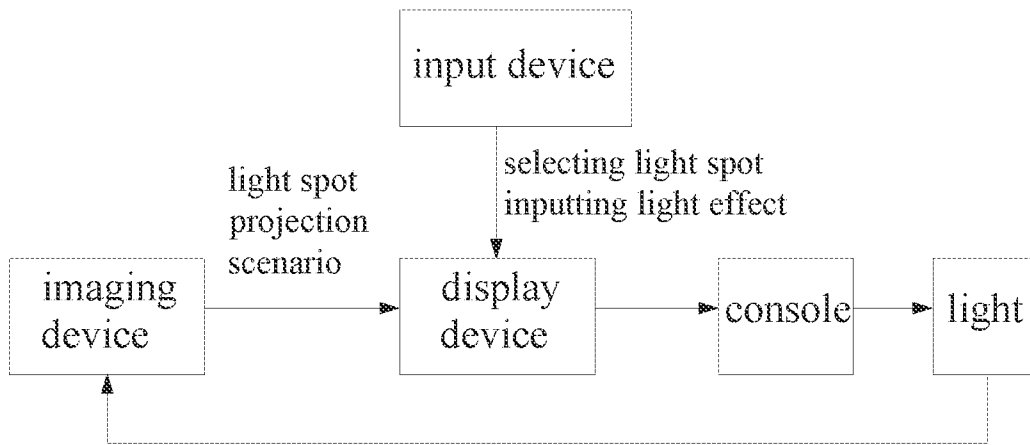 input device
selecting light spot
inputting light effect
light spot
projection
scenario
imaging
device
display
device
console
light